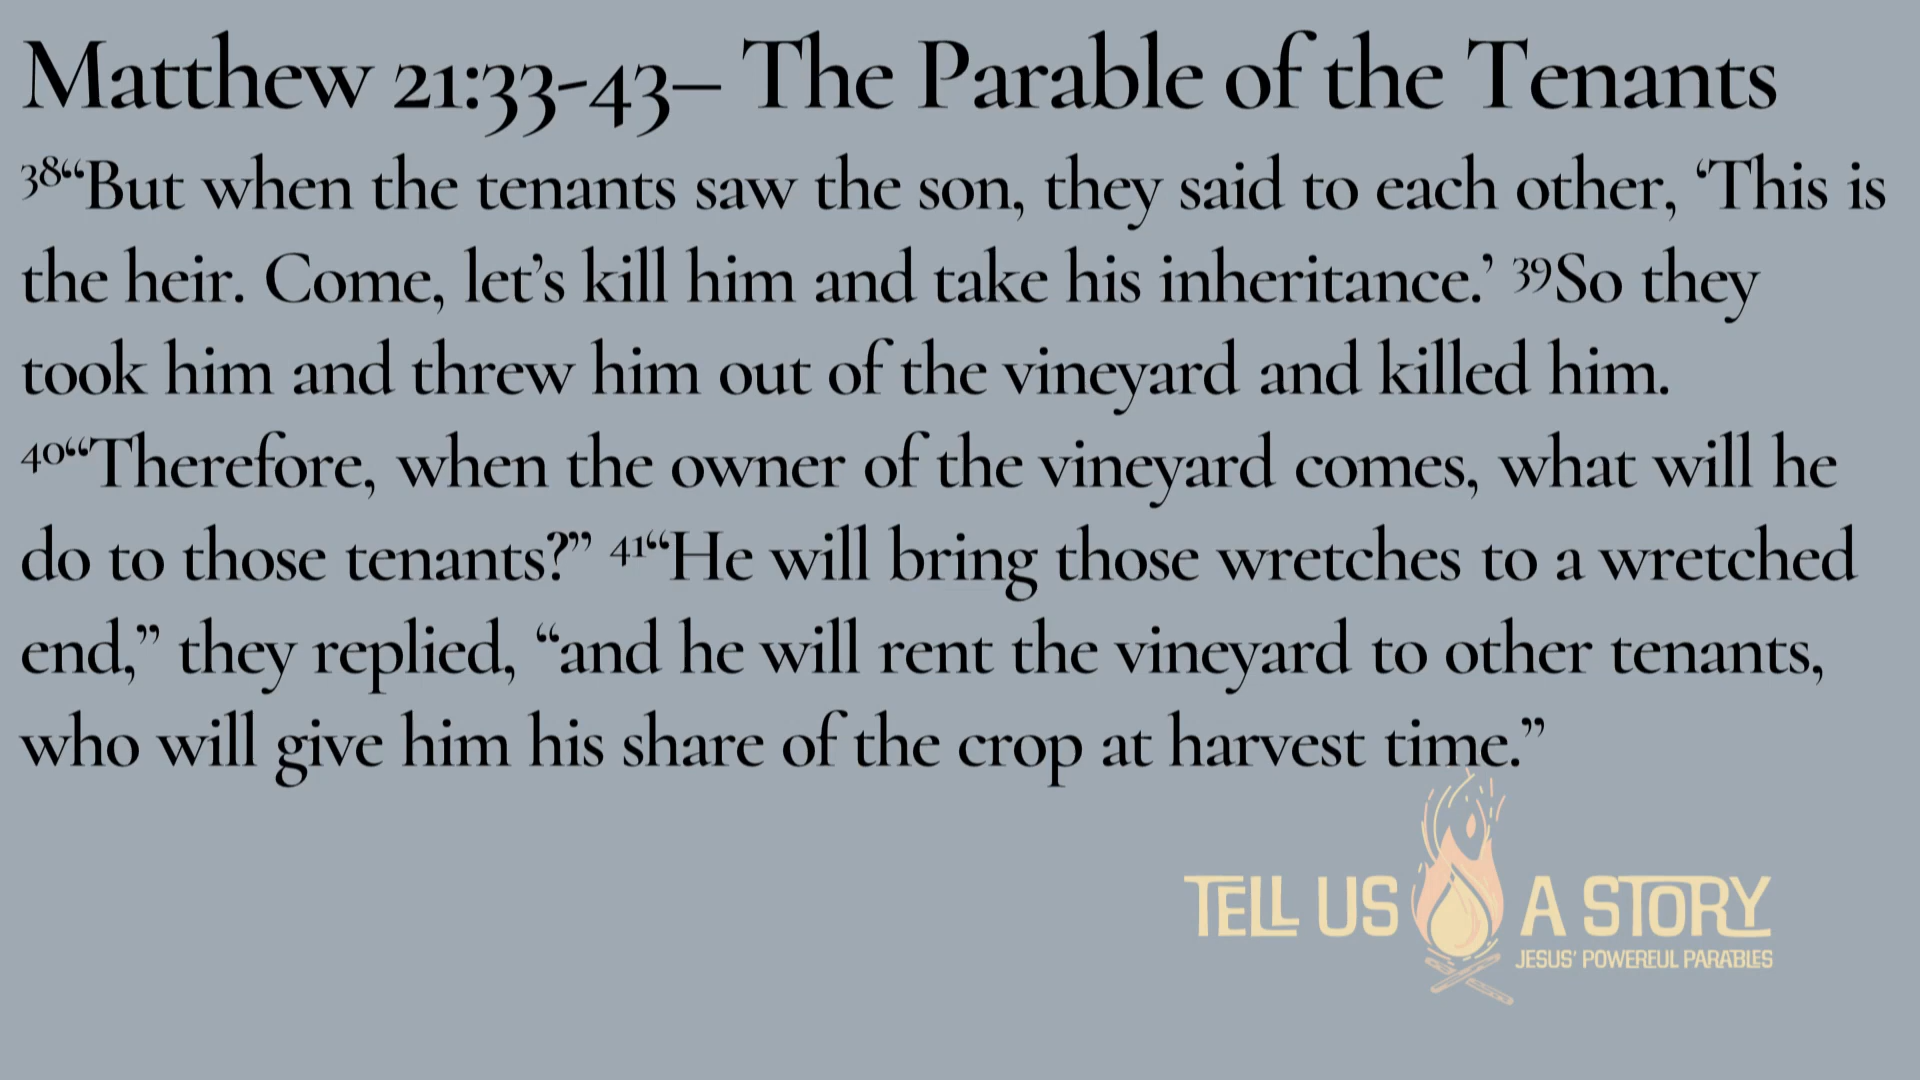 Matthew 21:33-43– The Parable of the Tenants
³⁸“But when the tenants saw the son, they said to each other, ‘This is
the heir. Come, let’s kill him and take his inheritance.’ ³⁹So they
took him and threw him out of the vineyard and killed him.
⁴⁰“Therefore, when the owner of the vineyard comes, what will he
do to those tenants?” ⁴¹“He will bring those wretches to a wretched
end,” they replied, “and he will rent the vineyard to other tenants,
who will give him his share of the crop at harvest time.”
TELL US A STORY
JESUS’ POWERFUL PARABLES